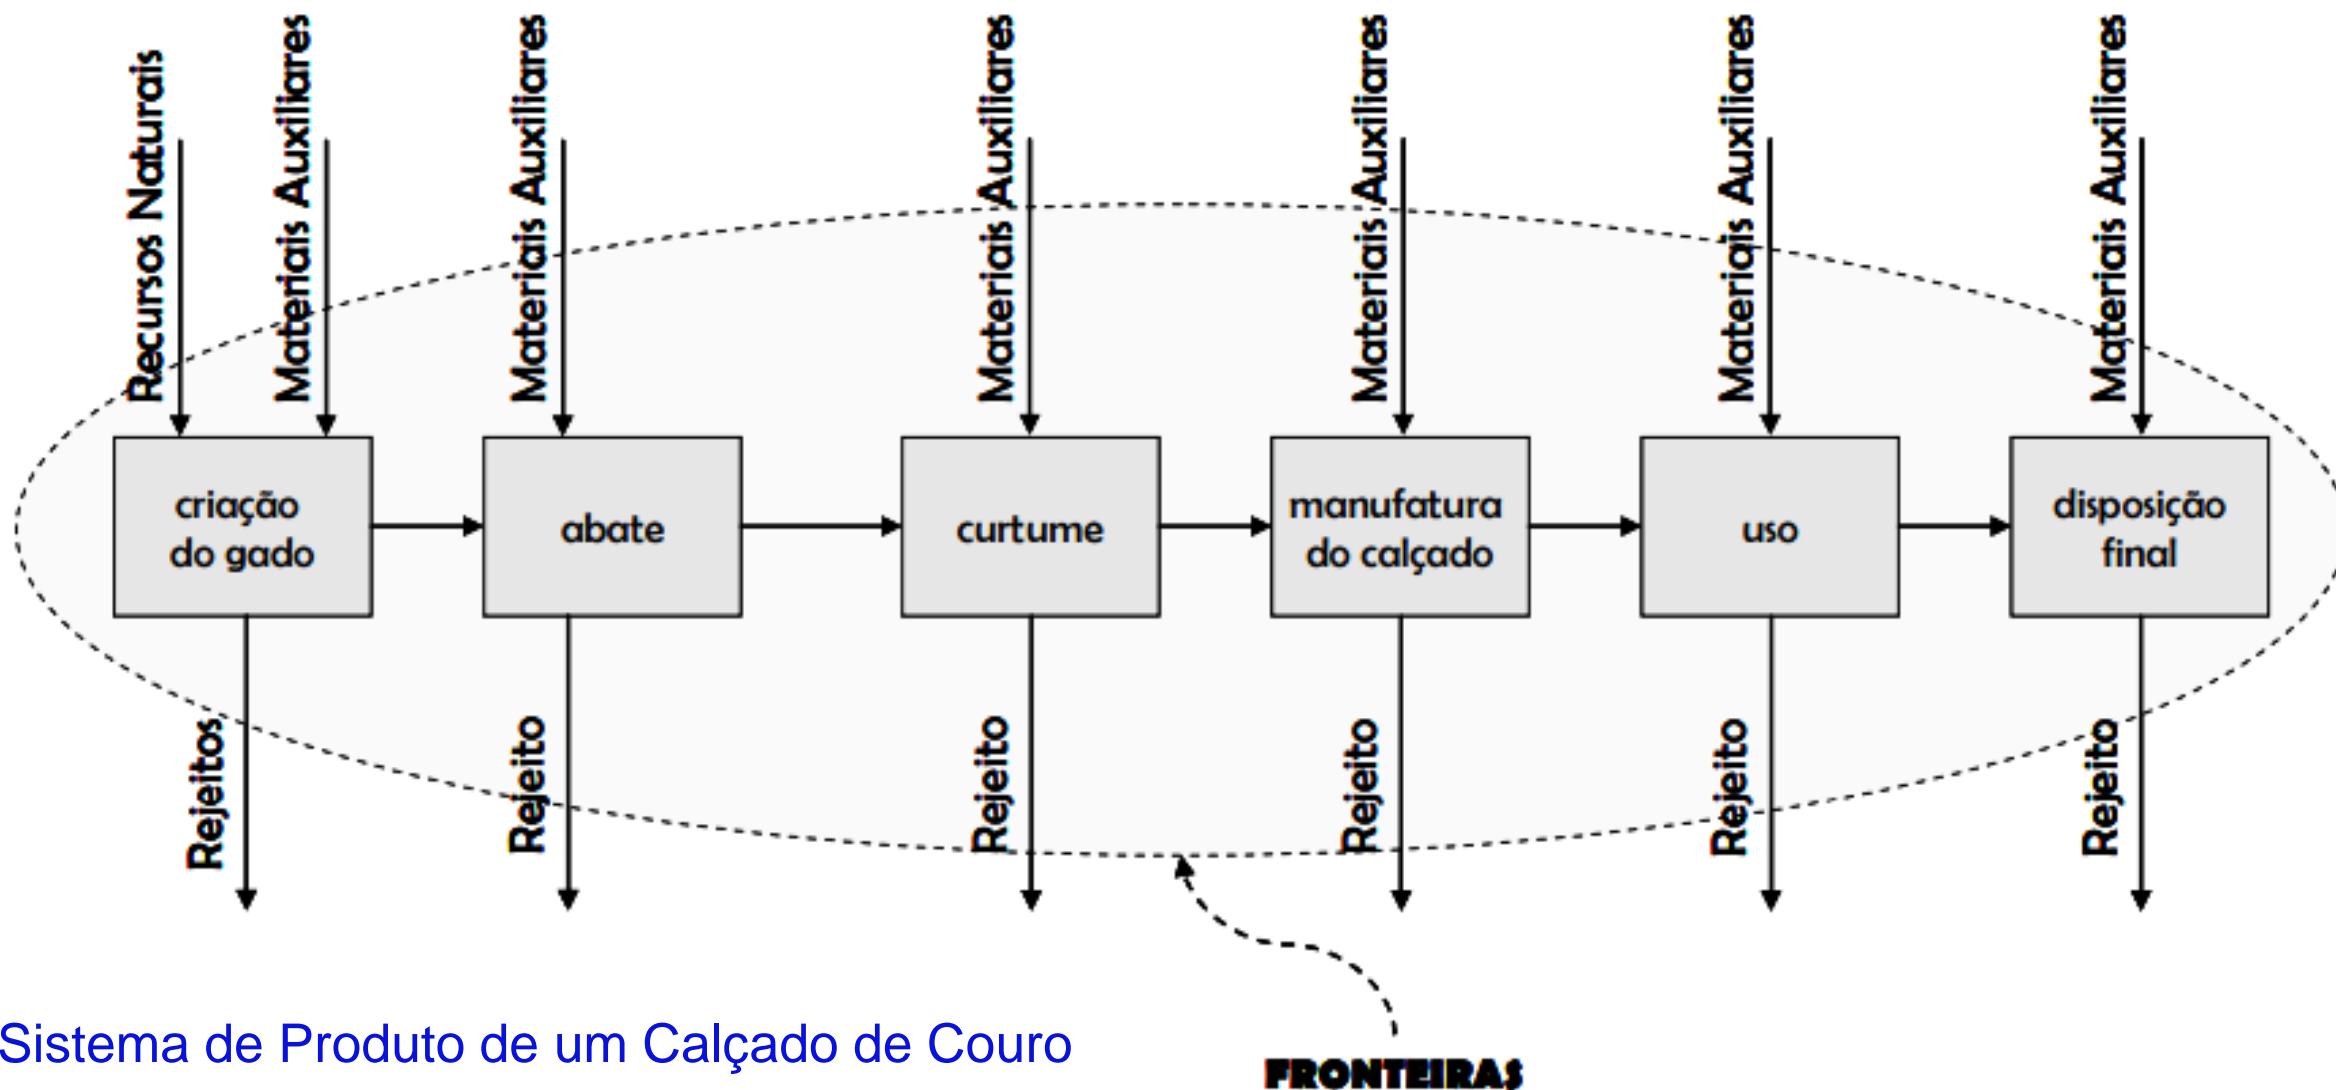 Recursos Naturais
Materiais Auxiliares
Materiais Auxiliares
Materiais Auxiliares
Materiais Auxiliares
Materiais Auxiliares
Materiais Auxiliares
criação
do gado
abate
curtume
manufatura
do calçado
uso
disposição
final
Rejeitos
Rejeito
Rejeito
Rejeito
Rejeito
Rejeito
Sistema de Produto de um Calçado de Couro
FRONTEIRAS